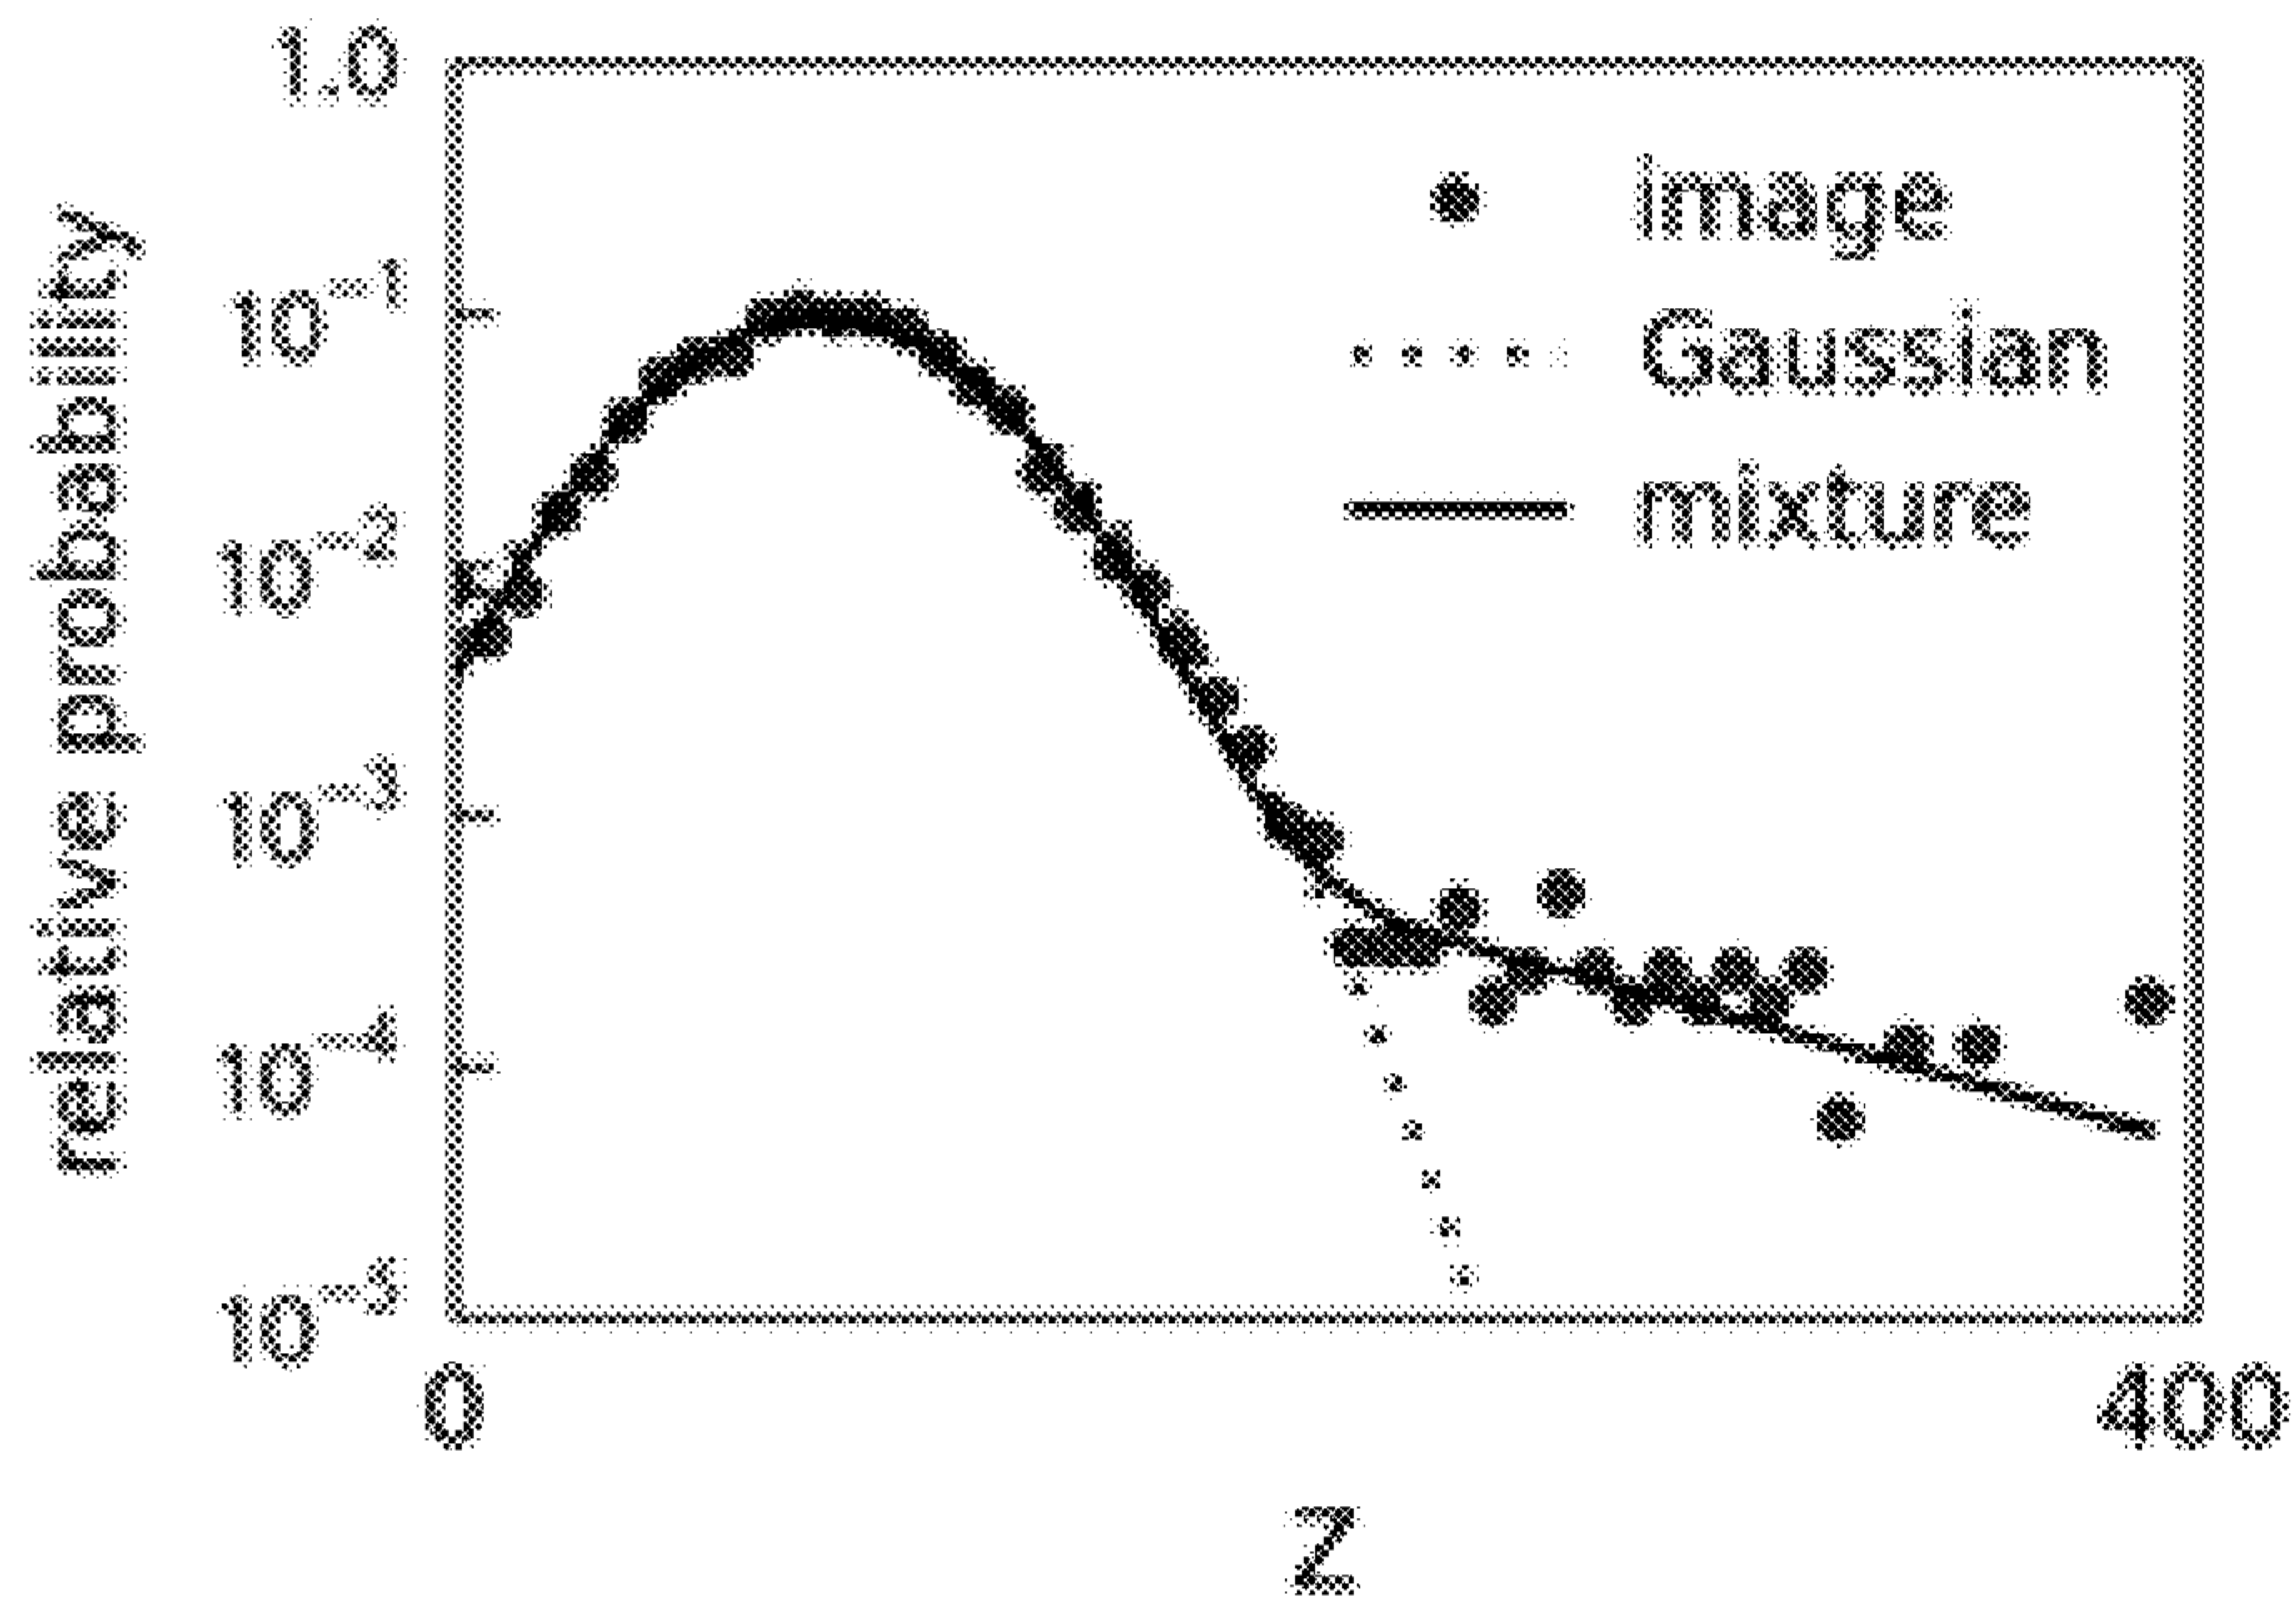 1.0
10⁻¹
10⁻²
10⁻³
10⁻⁴
10⁻⁵
relative probability
image
Gaussian
mixture
0
400
z